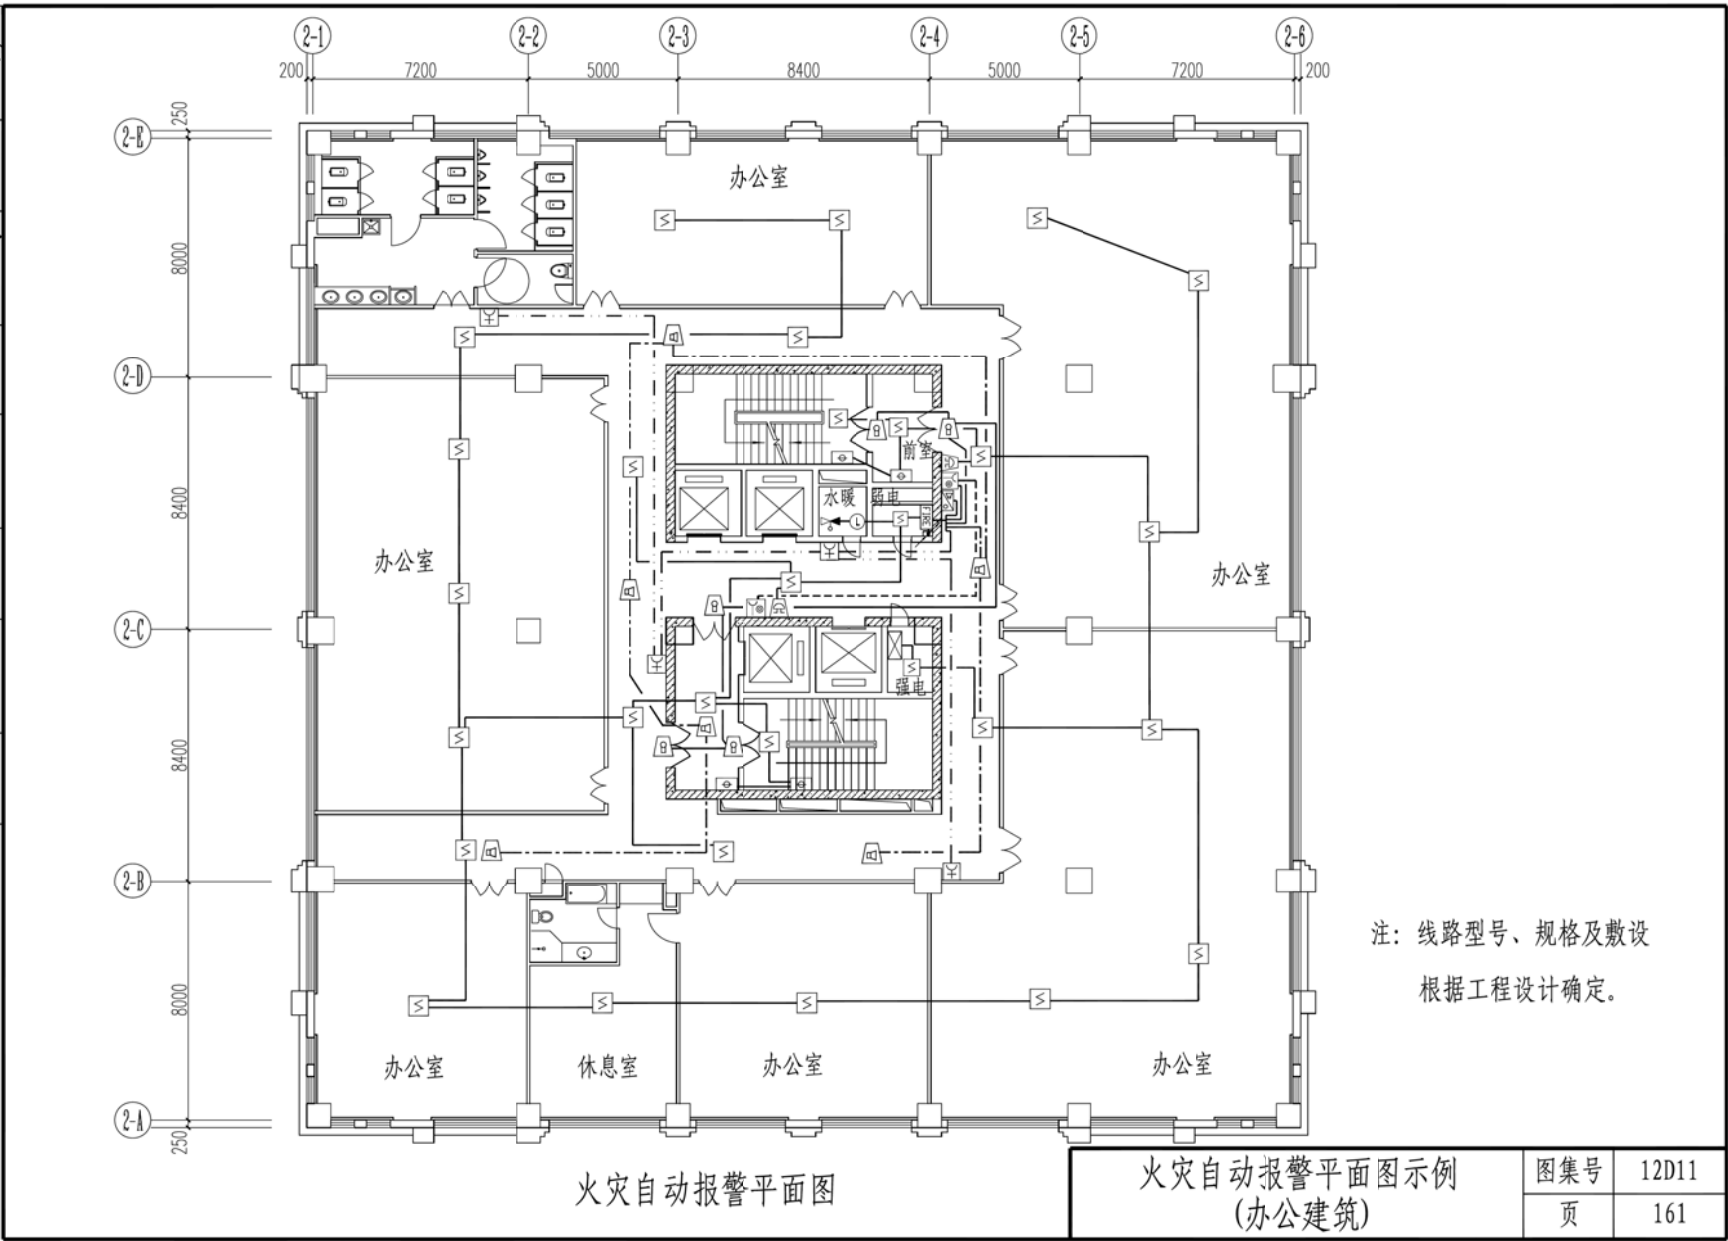 2-1 2-2 2-3 2-4 2-5 2-6
200 7200 5000 8400 5000 7200 200
250
2-E
办公室
8000
2-D
前室
水暖 弱电
8400
办公室
办公室
2-C
强电
8400
2-B
注：线路型号、规格及敷设
根据工程设计确定。
8000
办公室 休息室 办公室 办公室
2-A
250
火灾自动报警平面图
火灾自动报警平面图示例
(办公建筑)
图集号 12D11
页 161